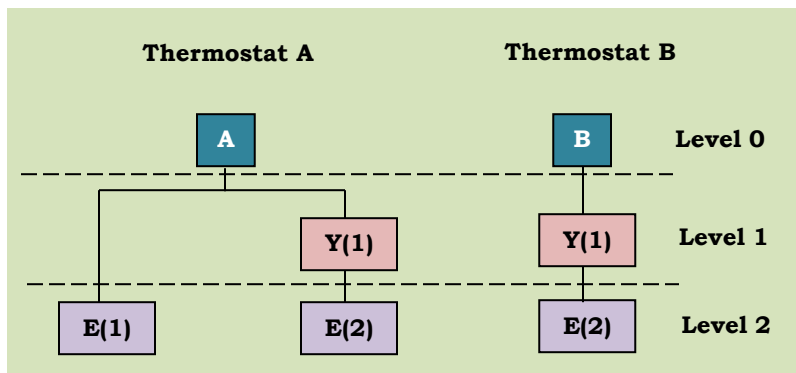 Thermostat A Thermostat B
A B Level 0
Y(1) Y(1) Level 1
E(1) E(2) E(2) Level 2